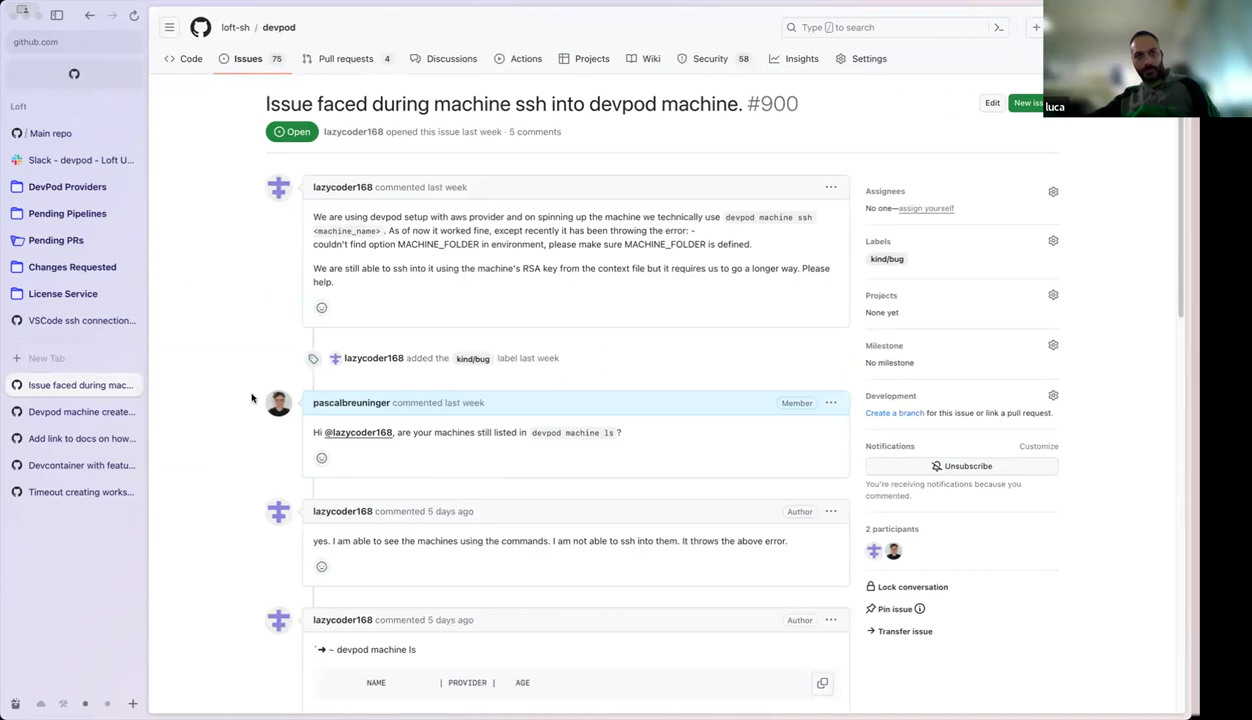 github.com
Loft
Main repo
Slack - devpod - Loft U...
DevPod Providers
Pending Pipelines
Pending PRs
Changes Requested
License Service
VSCode ssh connection...
New Tab
Issue faced during mac...
Devpod machine create...
Add link to docs on how...
Devcontainer with featu...
Timeout creating works...
loft-sh / devpod
Type / to search
Code
Issues 75
Pull requests 4
Discussions
Actions
Projects
Wiki
Security 58
Insights
Settings
luca
Issue faced during machine ssh into devpod machine. #900
Edit
New iss
Open
lazycoder168 opened this issue last week · 5 comments
lazycoder168 commented last week
We are using devpod setup with aws provider and on spinning up the machine we technically use devpod machine ssh
<machine_name> . As of now it worked fine, except recently it has been throwing the error: -
couldn't find option MACHINE_FOLDER in environment, please make sure MACHINE_FOLDER is defined.
We are still able to ssh into it using the machine's RSA key from the context file but it requires us to go a longer way. Please
help.
lazycoder168 added the kind/bug label last week
pascalbreuninger commented last week
Member
Hi @lazycoder168, are your machines still listed in devpod machine ls ?
lazycoder168 commented 5 days ago
Author
yes. I am able to see the machines using the commands. I am not able to ssh into them. It throws the above error.
lazycoder168 commented 5 days ago
Author
`➜ ~ devpod machine ls
NAME | PROVIDER | AGE
Assignees
No one—assign yourself
Labels
kind/bug
Projects
None yet
Milestone
No milestone
Development
Create a branch for this issue or link a pull request.
Notifications
Customize
Unsubscribe
You're receiving notifications because you
commented.
2 participants
Lock conversation
Pin issue
Transfer issue